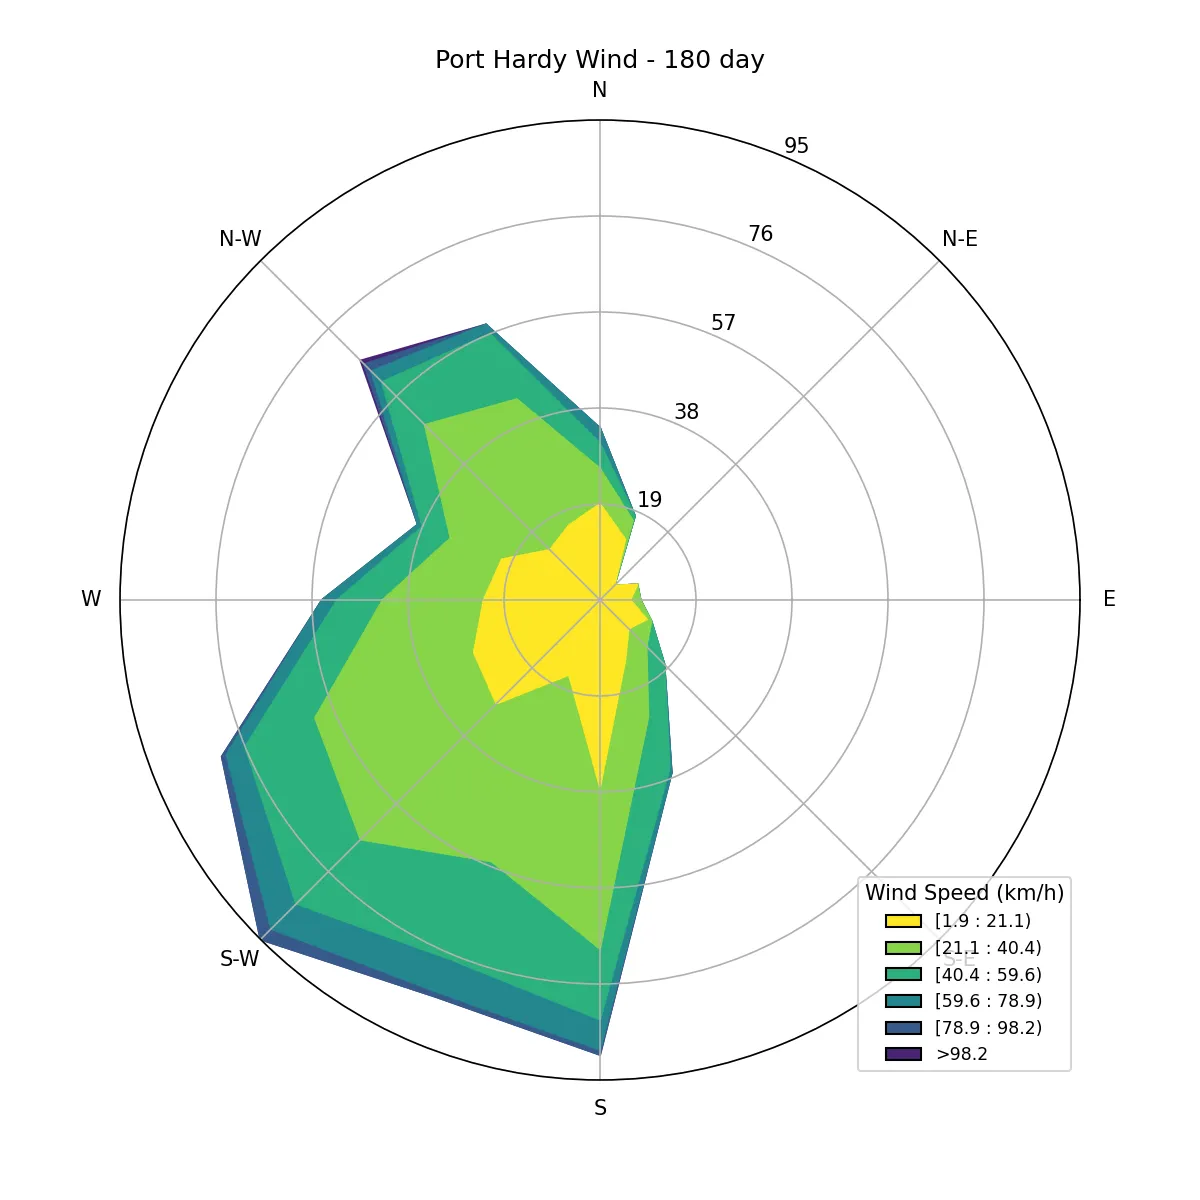 Port Hardy Wind - 180 day
N
95
N-W
76
N-E
57
38
19
W
E
S-W
S-E
S
Wind Speed (km/h)
[1.9 : 21.1)
[21.1 : 40.4)
[40.4 : 59.6)
[59.6 : 78.9)
[78.9 : 98.2)
>98.2